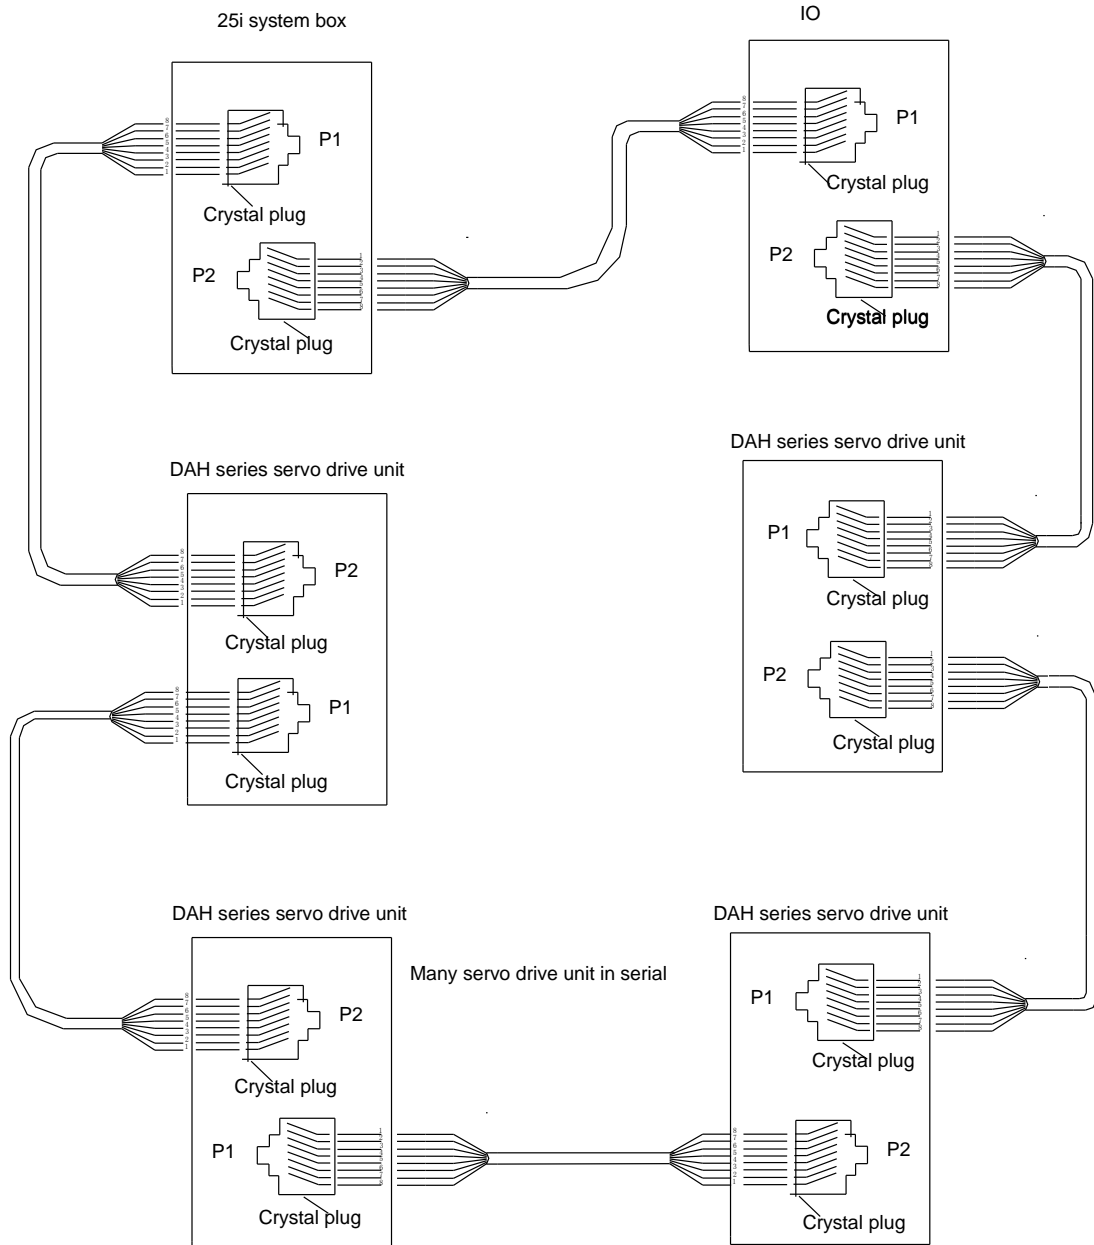 25i system box
IO
P1
Crystal plug
P2
Crystal plug
P1
Crystal plug
P2
Crystal plug
DAH series servo drive unit
P2
Crystal plug
P1
Crystal plug
DAH series servo drive unit
P1
Crystal plug
P2
Crystal plug
DAH series servo drive unit
P2
Crystal plug
P1
Crystal plug
Many servo drive unit in serial
DAH series servo drive unit
P1
Crystal plug
P2
Crystal plug